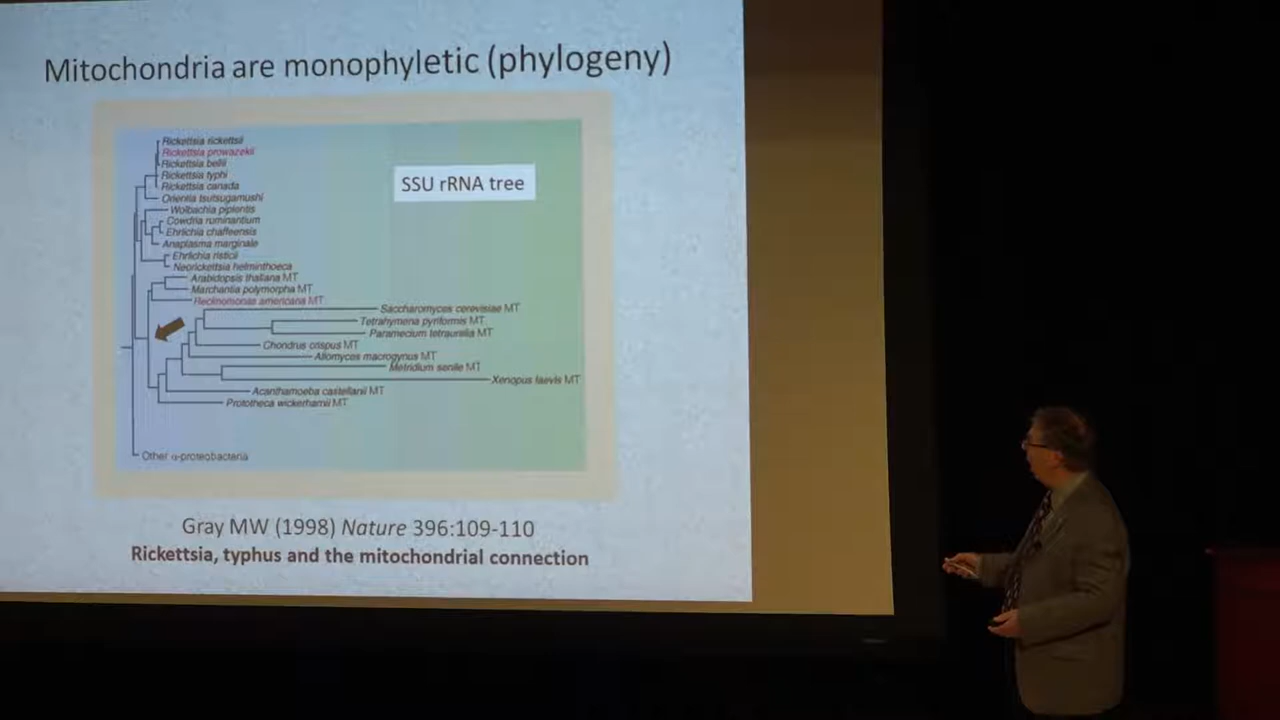 Mitochondria are monophyletic (phylogeny)
SSU rRNA tree
Rickettsia rickettsii
Rickettsia prowazekii
Rickettsia bellii
Rickettsia typhi
Rickettsia canada
Orientia tsutsugamushi
Wolbachia pipientis
Cowdria ruminantium
Ehrlichia chaffeensis
Anaplasma marginale
Ehrlichia risticii
Neorickettsia helminthoeca
Arabidopsis thaliana MT
Marchantia polymorpha MT
Reclinomonas americana MT
Saccharomyces cerevisiae MT
Tetrahymena pyriformis MT
Paramecium tetraurelia MT
Chondrus crispus MT
Allomyces macrogynus MT
Metridium senile MT
Xenopus laevis MT
Acanthamoeba castellanii MT
Prototheca wickerhamii MT
Other α-proteobacteria
Gray MW (1998) Nature 396:109-110
Rickettsia, typhus and the mitochondrial connection